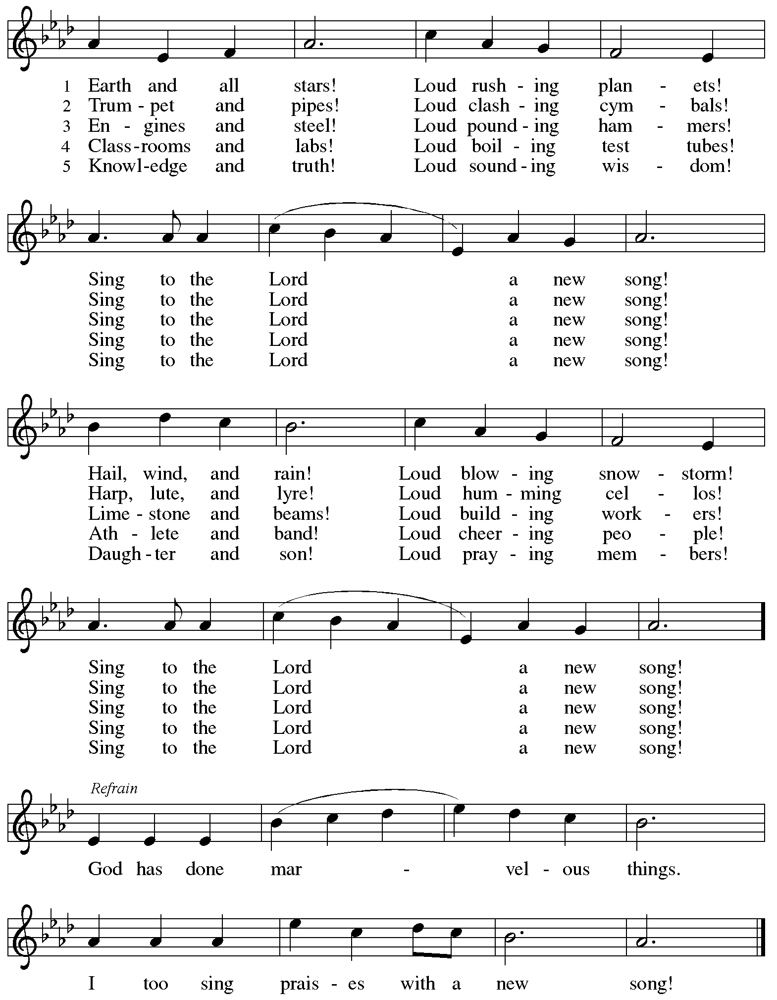 1 Earth and all stars! Loud rush - ing plan - ets!
2 Trum - pet and pipes! Loud clash - ing cym - bals!
3 En - gines and steel! Loud pound - ing ham - mers!
4 Class - rooms and labs! Loud boil - ing test tubes!
5 Knowl - edge and truth! Loud sound - ing wis - dom!
Sing to the Lord a new song!
Sing to the Lord a new song!
Sing to the Lord a new song!
Sing to the Lord a new song!
Sing to the Lord a new song!
Hail, wind, and rain! Loud blow - ing snow - storm!
Harp, lute, and lyre! Loud hum - ming cel - los!
Lime - stone and beams! Loud build - ing work - ers!
Ath - lete and band! Loud cheer - ing peo - ple!
Daugh - ter and son! Loud pray - ing mem - bers!
Sing to the Lord a new song!
Sing to the Lord a new song!
Sing to the Lord a new song!
Sing to the Lord a new song!
Sing to the Lord a new song!
Refrain
God has done mar - vel - ous things.
I too sing prais - es with a new song!